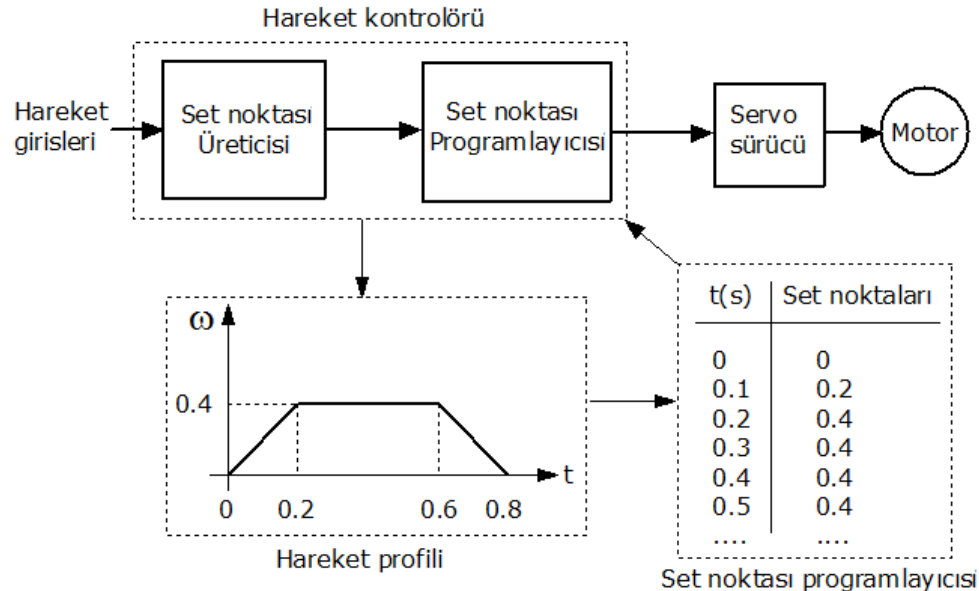 Hareket kontrolörü
Hareket
girisleri
Set noktası
Üreticisi
Set noktası
Programlayıcısi
Servo
sürücü
Motor
ω
0.4
0
0.2
0.6
0.8
t
Hareket profili
t(s) Set noktaları
0 0
0.1 0.2
0.2 0.4
0.3 0.4
0.4 0.4
0.5 0.4
.... ....
Set noktası programlayıcısi